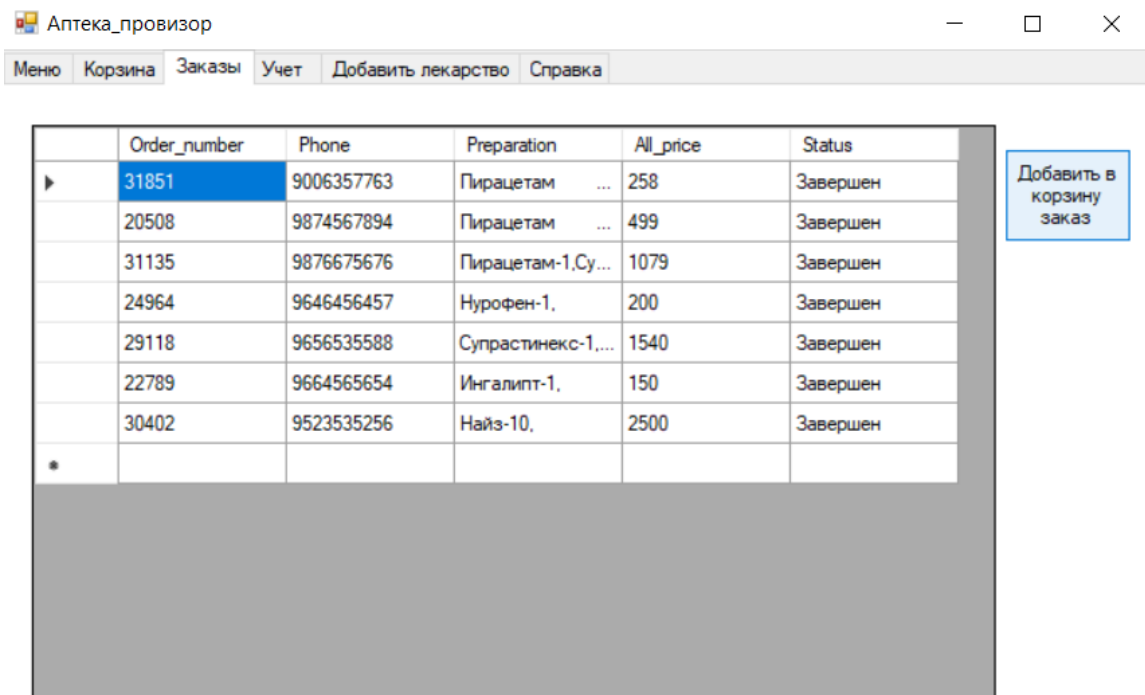 Аптека_провизор
Меню Корзина Заказы Учет Добавить лекарство Справка
Order_number Phone Preparation All_price Status
31851 9006357763 Пирацетам ... 258 Завершен
20508 9874567894 Пирацетам ... 499 Завершен
31135 9876675676 Пирацетам-1,Су... 1079 Завершен
24964 9646456457 Нурофен-1, 200 Завершен
29118 9656535588 Супрастинекс-1,... 1540 Завершен
22789 9664565654 Ингалипт-1, 150 Завершен
30402 9523535256 Найз-10, 2500 Завершен
Добавить в
корзину
заказ